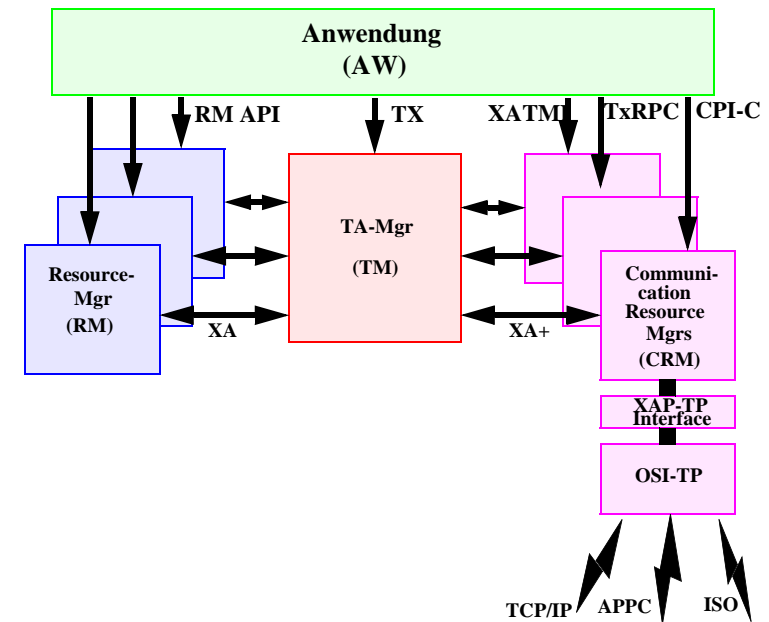 Anwendung
(AW)
RM API
TX
XATMI
TxRPC
CPI-C
TA-Mgr
(TM)
Resource-
Mgr
(RM)
Communi-
cation
Resource
Mgrs
(CRM)
XA
XA+
XAP-TP
Interface
OSI-TP
TCP/IP
APPC
ISO